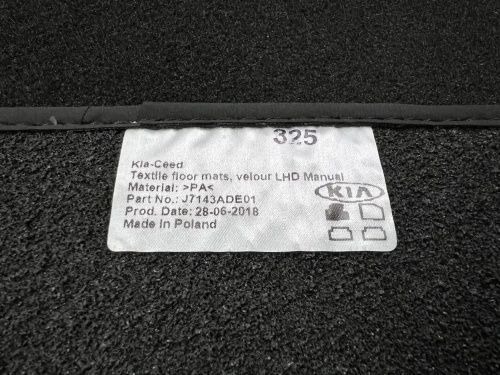 325
Kia-Ceed
Textile floor mats, velour LHD Manual
Material: >PA<
Part No.: J7143ADE01
Prod. Date: 28-06-2018
Made in Poland
KIA